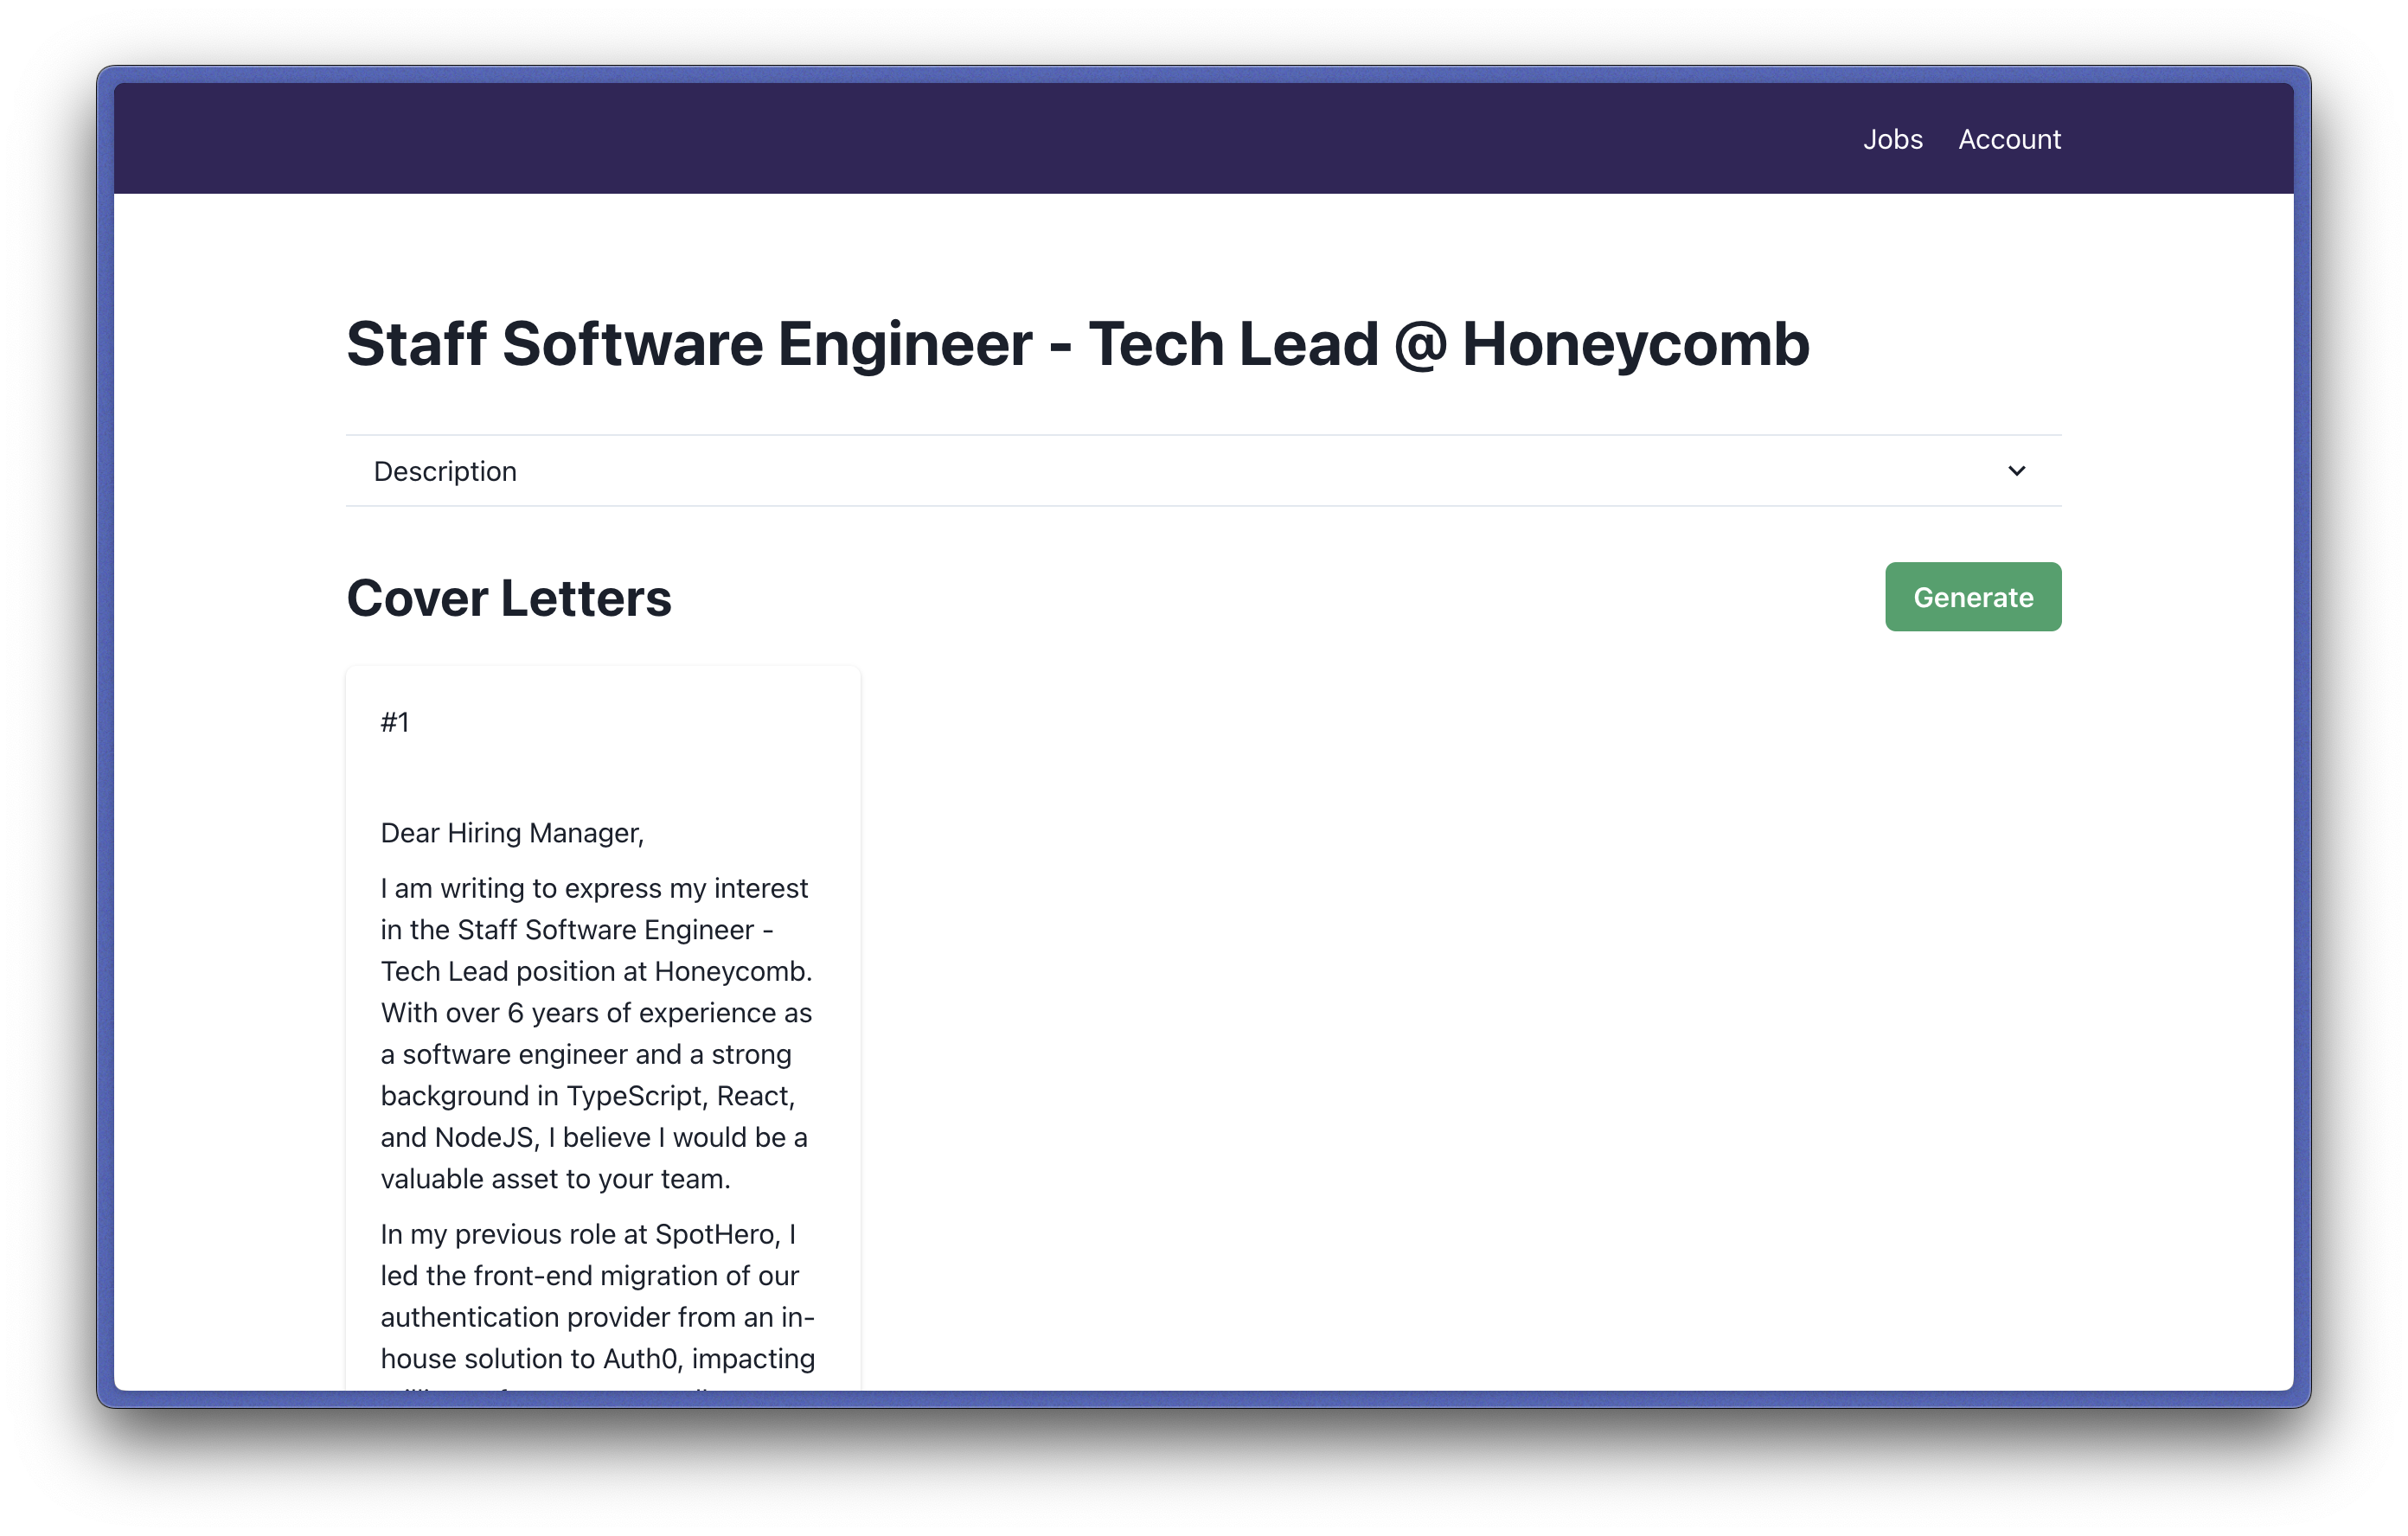 Jobs Account
Staff Software Engineer - Tech Lead @ Honeycomb
Description
Cover Letters
Generate
#1
Dear Hiring Manager,
I am writing to express my interest
in the Staff Software Engineer -
Tech Lead position at Honeycomb.
With over 6 years of experience as
a software engineer and a strong
background in TypeScript, React,
and NodeJS, I believe I would be a
valuable asset to your team.
In my previous role at SpotHero, I
led the front-end migration of our
authentication provider from an in-
house solution to Auth0, impacting